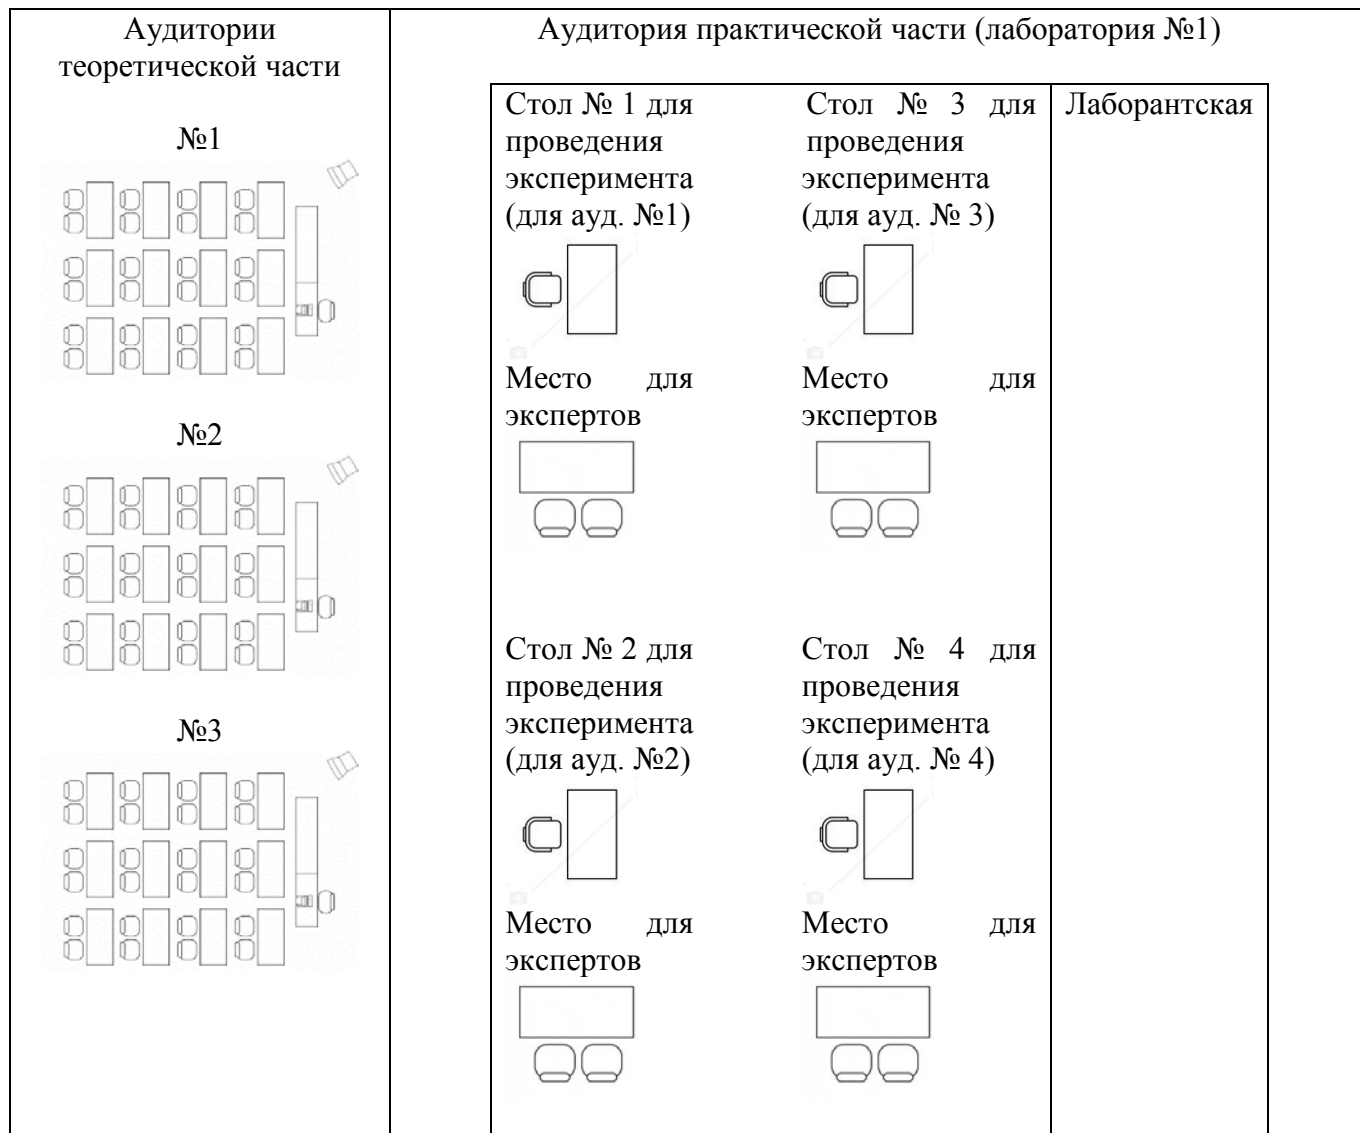 Аудитории
теоретической части
№1
№2
№3
Аудитория практической части (лаборатория №1)
Стол № 1 для
проведения
эксперимента
(для ауд. №1)
Место для
экспертов
Стол № 3 для
проведения
эксперимента
(для ауд. № 3)
Место для
экспертов
Стол № 2 для
проведения
эксперимента
(для ауд. №2)
Место для
экспертов
Стол № 4 для
проведения
эксперимента
(для ауд. № 4)
Место для
экспертов
Лаборантская